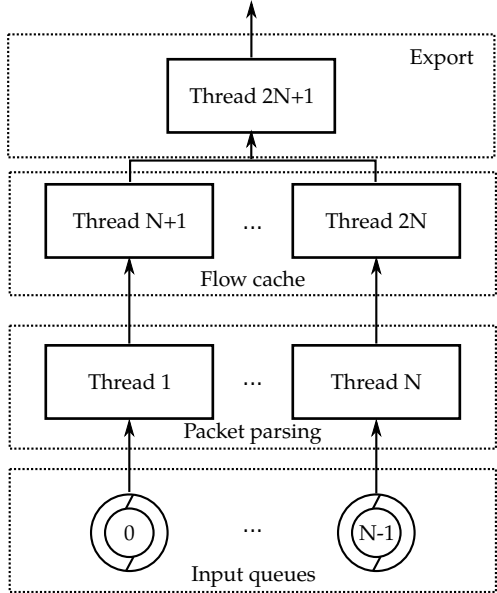 Export
Thread 2N+1
Thread N+1 ... Thread 2N
Flow cache
Thread 1 ... Thread N
Packet parsing
0 ... N-1
Input queues